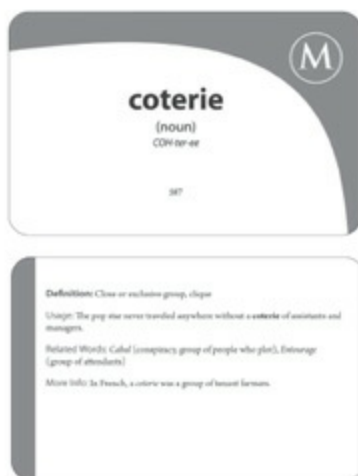 M
coterie
(noun)
COH-ter-ee
587
Definition: Close or exclusive group, clique
Usage: The pop star never traveled anywhere without a coterie of assistants and
managers.
Related Words: Cabal (conspiracy, group of people who plot), Entourage
(group of attendants)
More Info: In French, a coterie was a group of tenant farmers.